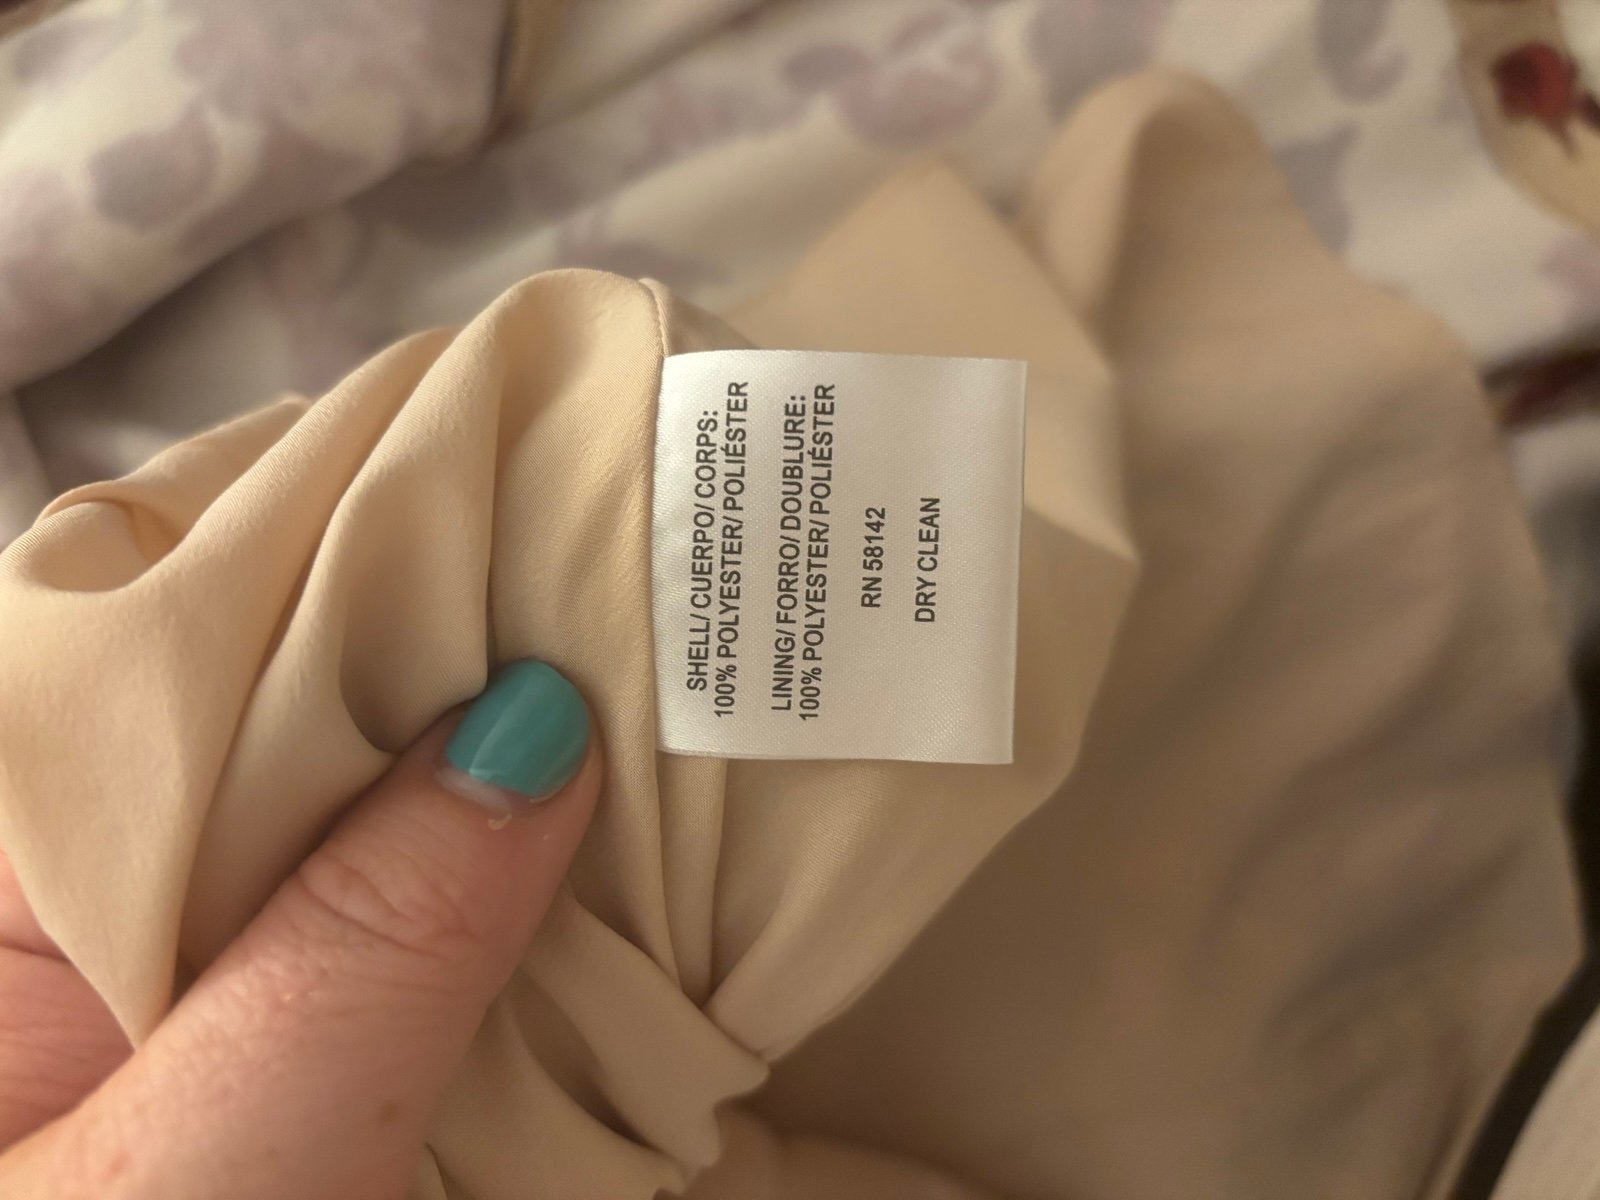 SHELL/ CUERPO/ CORPS:
100% POLYESTER/ POLIÉSTER
LINING/ FORRO/ DOUBLURE:
100% POLYESTER/ POLIÉSTER
RN 58142
DRY CLEAN